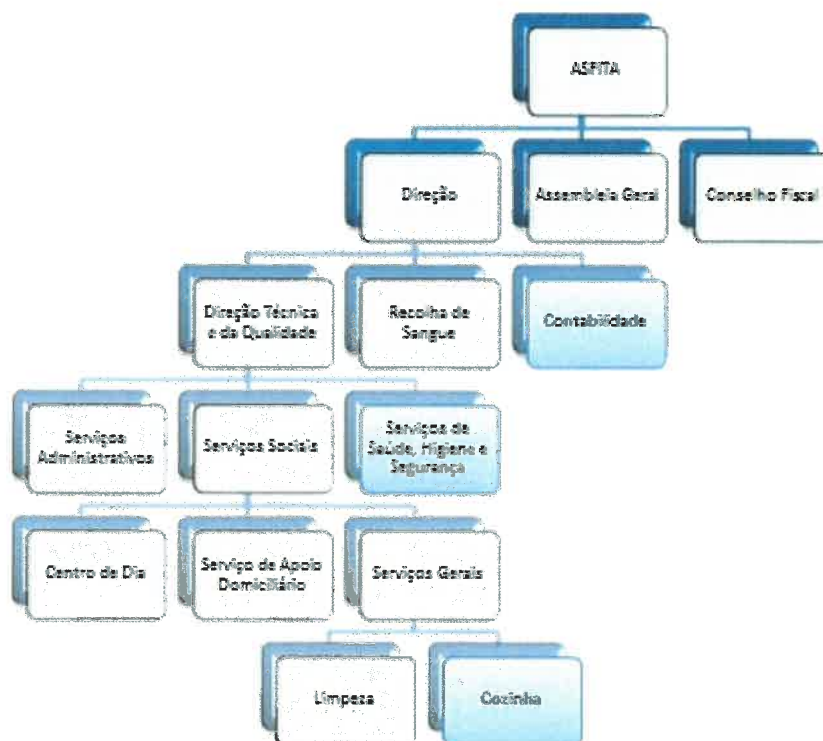 ASFITA
Direção
Assembleia Geral
Conselho Fiscal
Direção Técnica
e da Qualidade
Recolha de
Sangue
Contabilidade
Serviços
Administrativos
Serviços Sociais
Serviços de
Saúde, Higiene e
Segurança
Centro de Dia
Serviço de Apoio
Domiciliário
Serviços Gerais
Limpeza
Cozinha